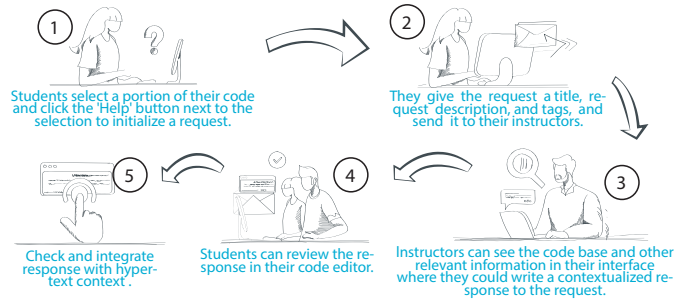 1
Students select a portion of their code
and click the 'Help' button next to the
selection to initialize a request.
2
They give the request a title, re-
quest description, and tags, and
send it to their instructors.
3
Instructors can see the code base and other
relevant information in their interface
where they could write a contextualized re-
sponse to the request.
4
Students can review the re-
sponse in their code editor.
5
Check and integrate
response with hyper-
text context .